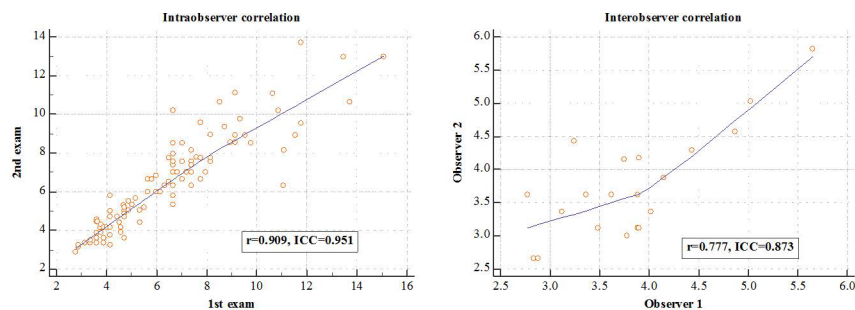 Intraobserver correlation
14
12
10
8
6
4
2
2nd exam
r=0.909, ICC=0.951
2 4 6 8 10 12 14 16
1st exam
Interobserver correlation
6.0
5.5
5.0
4.5
4.0
3.5
3.0
2.5
Observer 2
r=0.777, ICC=0.873
2.5 3.0 3.5 4.0 4.5 5.0 5.5 6.0
Observer 1